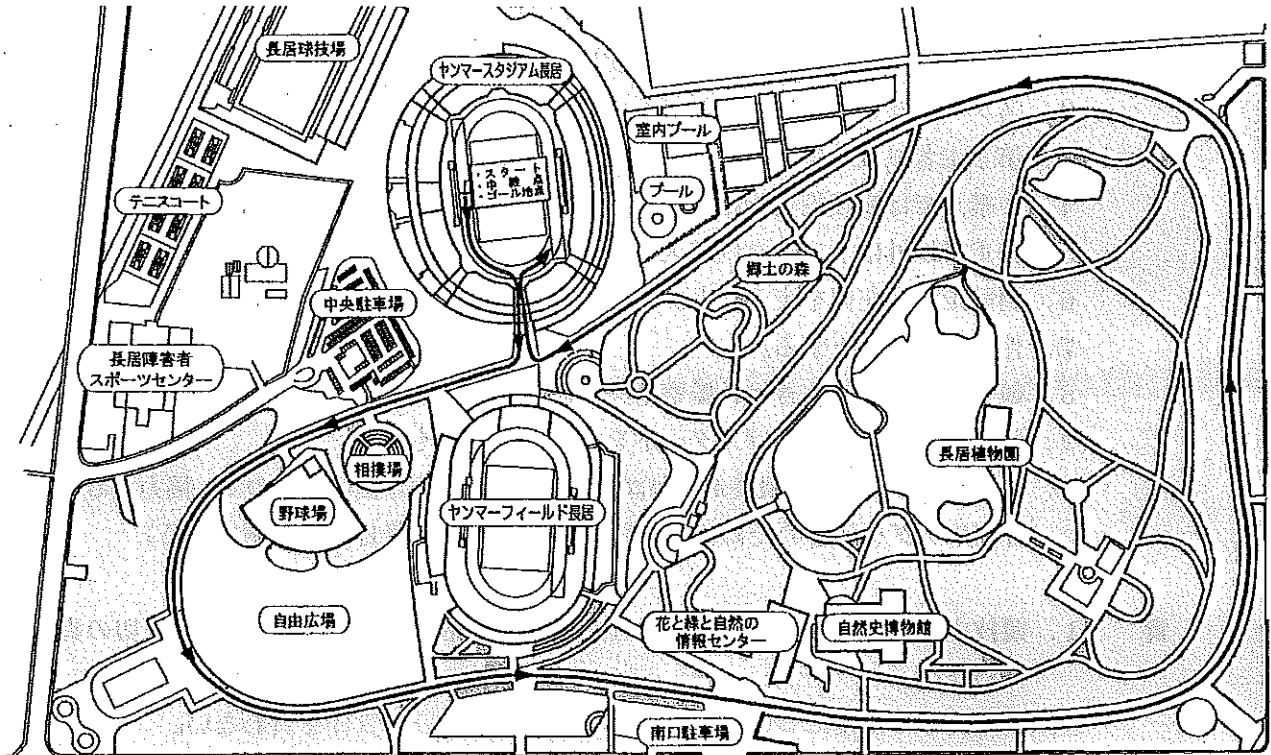 長居球技場
ヤンマースタジアム長居
室内プール
・スタート
・中継点
・ゴール地点
プール
テニスコート
郷土の森
中央駐車場
長居障害者
スポーツセンター
相撲場
長居植物園
野球場
ヤンマーフィールド長居
自由広場
花と緑と自然の
情報センター
自然史博物館
南口駐車場